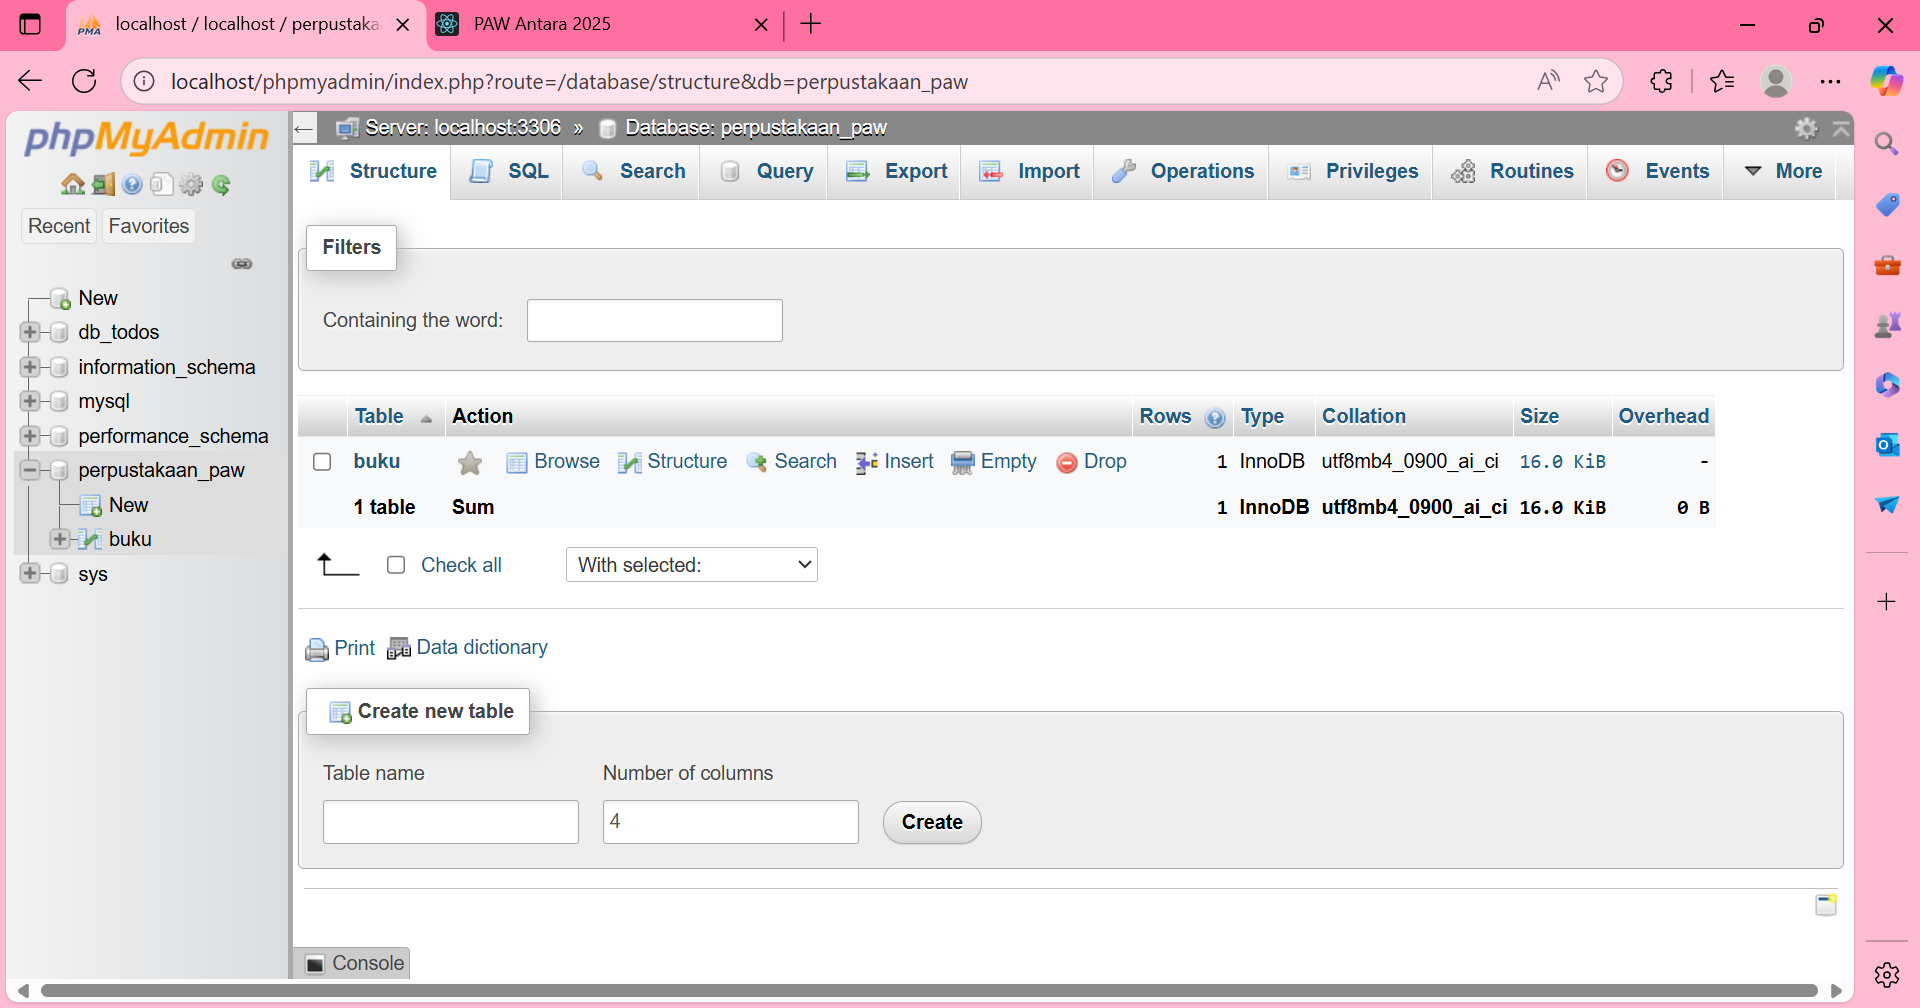 localhost / localhost / perpustaka
PAW Antara 2025
localhost/phpmyadmin/index.php?route=/database/structure&db=perpustakaan_paw
phpMyAdmin
Recent Favorites
New
db_todos
information_schema
mysql
performance_schema
perpustakaan_paw
New
buku
sys
Server: localhost:3306 » Database: perpustakaan_paw
Structure SQL Search Query Export Import Operations Privileges Routines Events More
Filters
Containing the word:
Table Action Rows Type Collation Size Overhead
buku Browse Structure Search Insert Empty Drop 1 InnoDB utf8mb4_0900_ai_ci 16.0 KiB -
1 table Sum 1 InnoDB utf8mb4_0900_ai_ci 16.0 KiB 0 B
Check all With selected:
Print Data dictionary
Create new table
Table name Number of columns
4 Create
Console